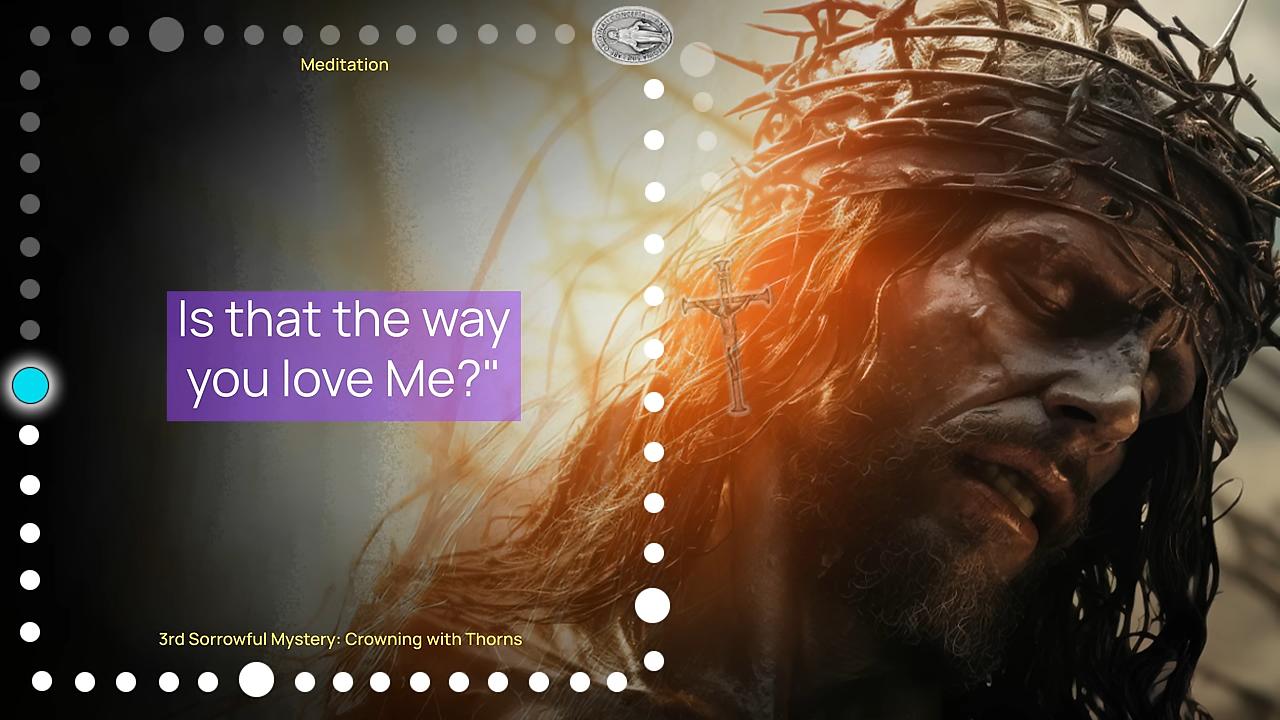 Meditation
Is that the way
you love Me?"
3rd Sorrowful Mystery: Crowning with Thorns